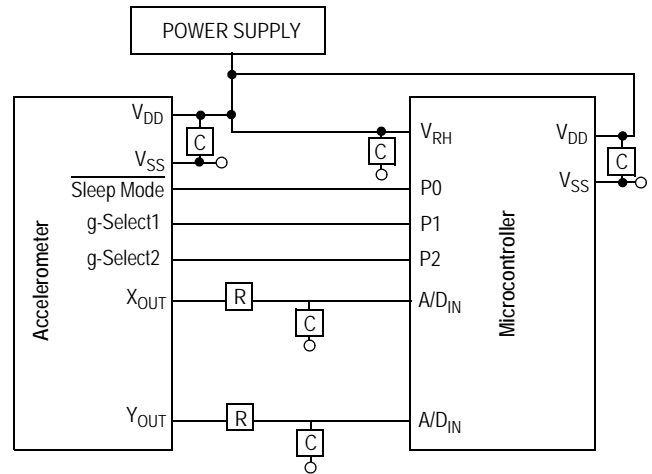 POWER SUPPLY
Accelerometer
VDD
C
VSS
Sleep Mode
g-Select1
g-Select2
XOUT
R
C
YOUT
R
C
C
VRH
P0
P1
P2
A/DIN
A/DIN
Microcontroller
VDD
C
VSS